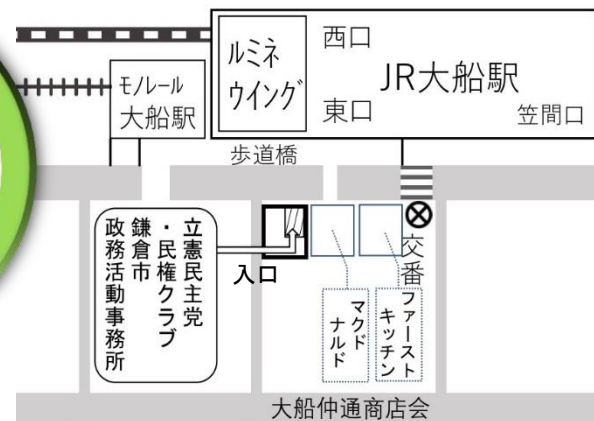 ルミネ
ウイング
西口
JR大船駅
東口
笠間口
モノレール
大船駅
歩道橋
立憲民主党
・民権クラブ
鎌倉市
政務活動事務所
入口
交番
マクド
ナルド
ファースト
キッチン
大船仲通商店会